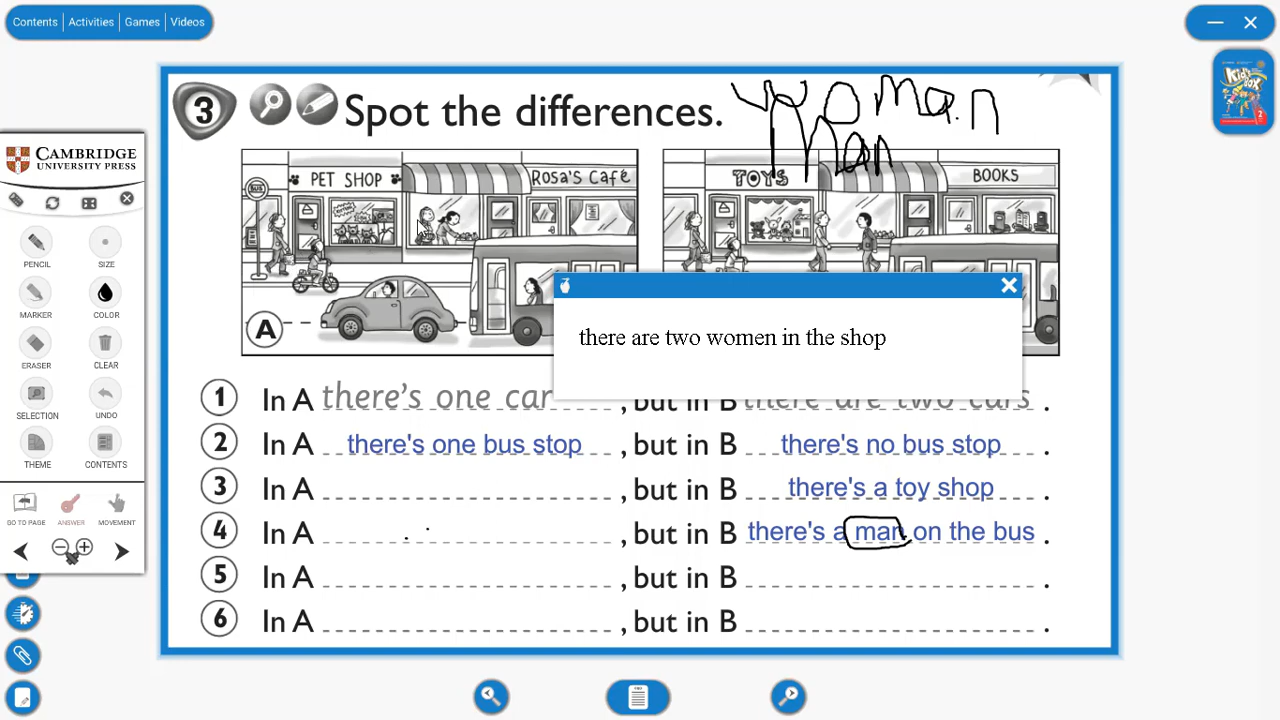 Contents Activities Games Videos
3 Spot the differences.
woman
man
CAMBRIDGE
UNIVERSITY PRESS
PENCIL SIZE
MARKER COLOR
ERASER CLEAR
SELECTION UNDO
THEME CONTENTS
GO TO PAGE ANSWER MOVEMENT
BUS PET SHOP ROSA'S CAFÉ
TOYS BOOKS
A
there are two women in the shop
1 In A there's one car, but in B there are two cars.
2 In A there's one bus stop, but in B there's no bus stop.
3 In A, but in B there's a toy shop.
4 In A, but in B there's a man on the bus.
5 In A, but in B.
6 In A, but in B.